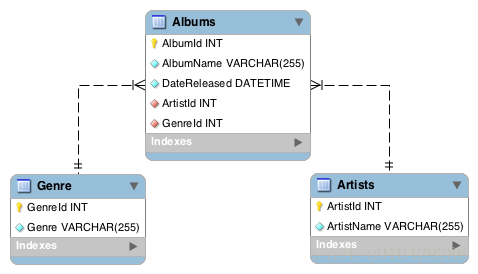 Albums
AlbumId INT
AlbumName VARCHAR(255)
DateReleased DATETIME
ArtistId INT
GenreId INT
Indexes
Genre
GenreId INT
Genre VARCHAR(255)
Indexes
Artists
ArtistId INT
ArtistName VARCHAR(255)
Indexes